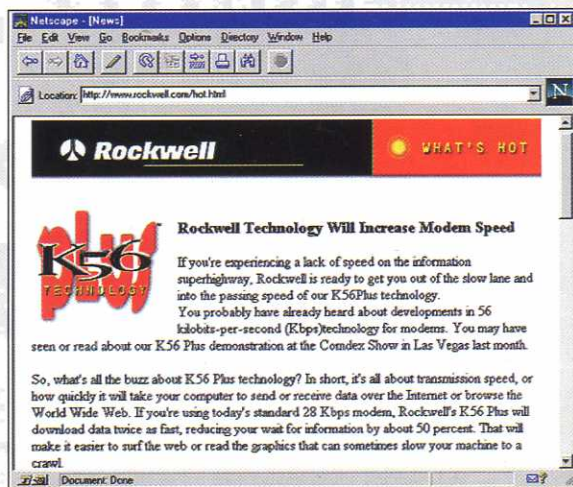 Netscape - [News]
File Edit View Go Bookmarks Options Directory Window Help
Location: http://www.rockwell.com/hot.html
N
Rockwell
WHAT'S HOT
plus
K56
TECHNOLOGY
Rockwell Technology Will Increase Modem Speed
If you're experiencing a lack of speed on the information
superhighway, Rockwell is ready to get you out of the slow lane and
into the passing speed of our K56Plus technology.
You probably have already heard about developments in 56
kilobits-per-second (Kbps)technology for modems. You may have
seen or read about our K56 Plus demonstration at the Comdex Show in Las Vegas last month.
So, what's all the buzz about K56 Plus technology? In short, it's all about transmission speed, or
how quickly it will take your computer to send or receive data over the Internet or browse the
World Wide Web. If you're using today's standard 28 Kbps modem, Rockwell's K56 Plus will
download data twice as fast, reducing your wait for information by about 50 percent. That will
make it easier to surf the web or read the graphics that can sometimes slow your machine to a
crawl.
Document: Done